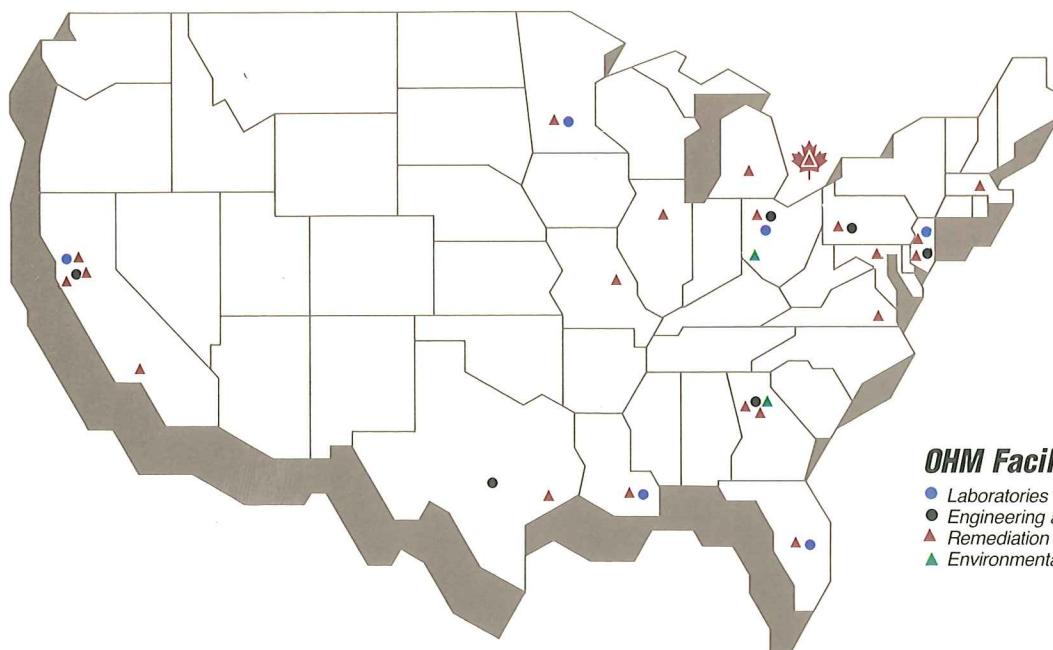 OHM Facil
Laboratories
Engineering a
Remediation
Environmenta